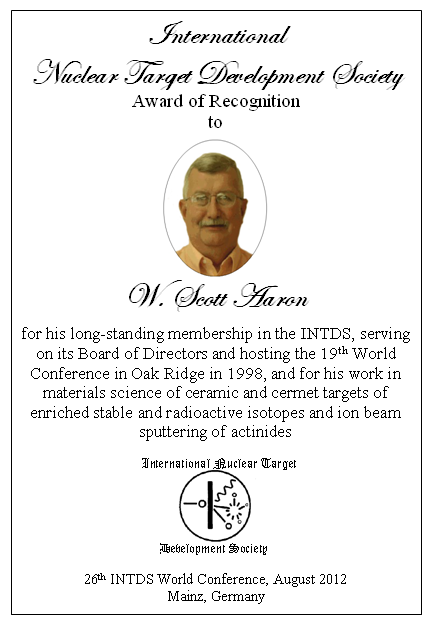 International
Nuclear Target Development Society
Award of Recognition
to
W. Scott Aaron
for his long-standing membership in the INTDS, serving
on its Board of Directors and hosting the 19th World
Conference in Oak Ridge in 1998, and for his work in
materials science of ceramic and cermet targets of
enriched stable and radioactive isotopes and ion beam
sputtering of actinides
International Nuclear Target
Development Society
26th INTDS World Conference, August 2012
Mainz, Germany